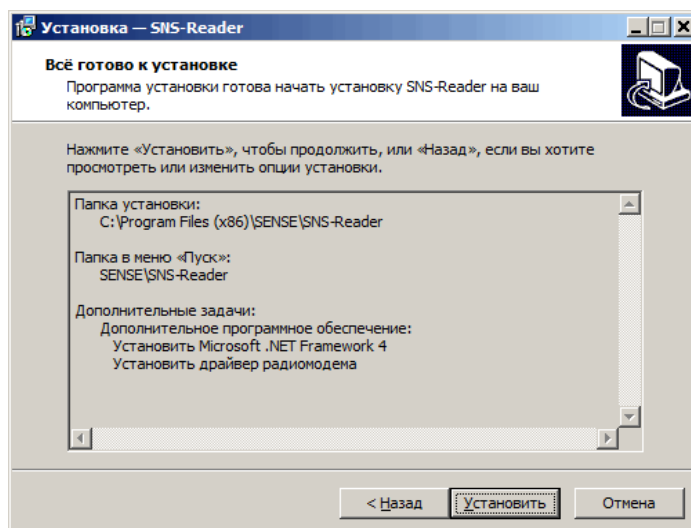 Установка — SNS-Reader
Всё готово к установке
Программа установки готова начать установку SNS-Reader на ваш
компьютер.
Нажмите «Установить», чтобы продолжить, или «Назад», если вы хотите
просмотреть или изменить опции установки.
Папка установки:
C:\Program Files (x86)\SENSE\SNS-Reader
Папка в меню «Пуск»:
SENSE\SNS-Reader
Дополнительные задачи:
Дополнительное программное обеспечение:
Установить Microsoft .NET Framework 4
Установить драйвер радиомодема
< Назад
Установить
Отмена